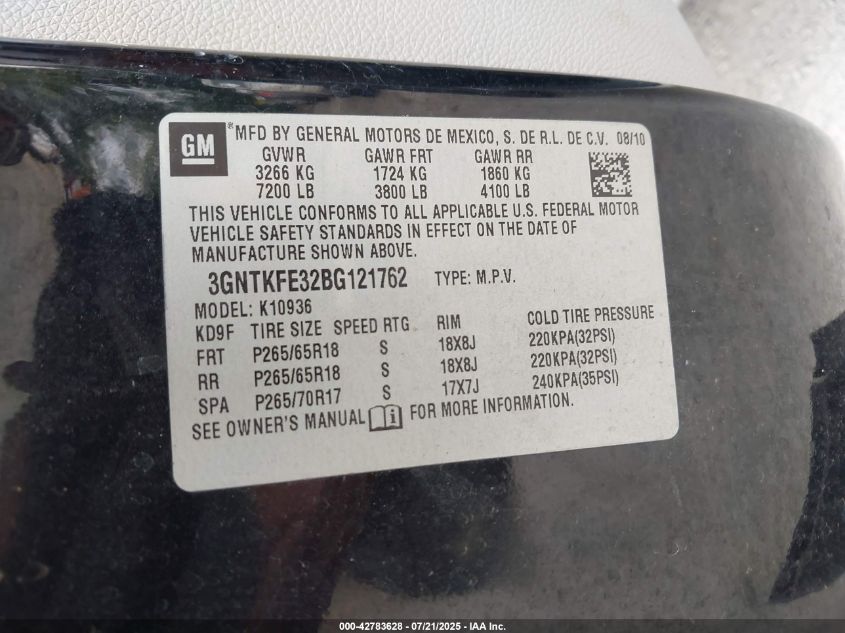 GM ® MFD BY GENERAL MOTORS DE MEXICO, S. DE R.L. DE C.V. 08/10
GVWR GAWR FRT GAWR RR
3266 KG 1724 KG 1860 KG
7200 LB 3800 LB 4100 LB
THIS VEHICLE CONFORMS TO ALL APPLICABLE U.S. FEDERAL MOTOR
VEHICLE SAFETY STANDARDS IN EFFECT ON THE DATE OF
MANUFACTURE SHOWN ABOVE.
3GNTKFE32BG121762 TYPE: M.P.V.
MODEL: K10936
KD9F TIRE SIZE SPEED RTG RIM COLD TIRE PRESSURE
FRT P265/65R18 S 18X8J 220KPA(32PSI)
RR P265/65R18 S 18X8J 220KPA(32PSI)
SPA P265/70R17 S 17X7J 240KPA(35PSI)
SEE OWNER'S MANUAL i FOR MORE INFORMATION.
000-42783628 - 07/21/2025 - IAA Inc.